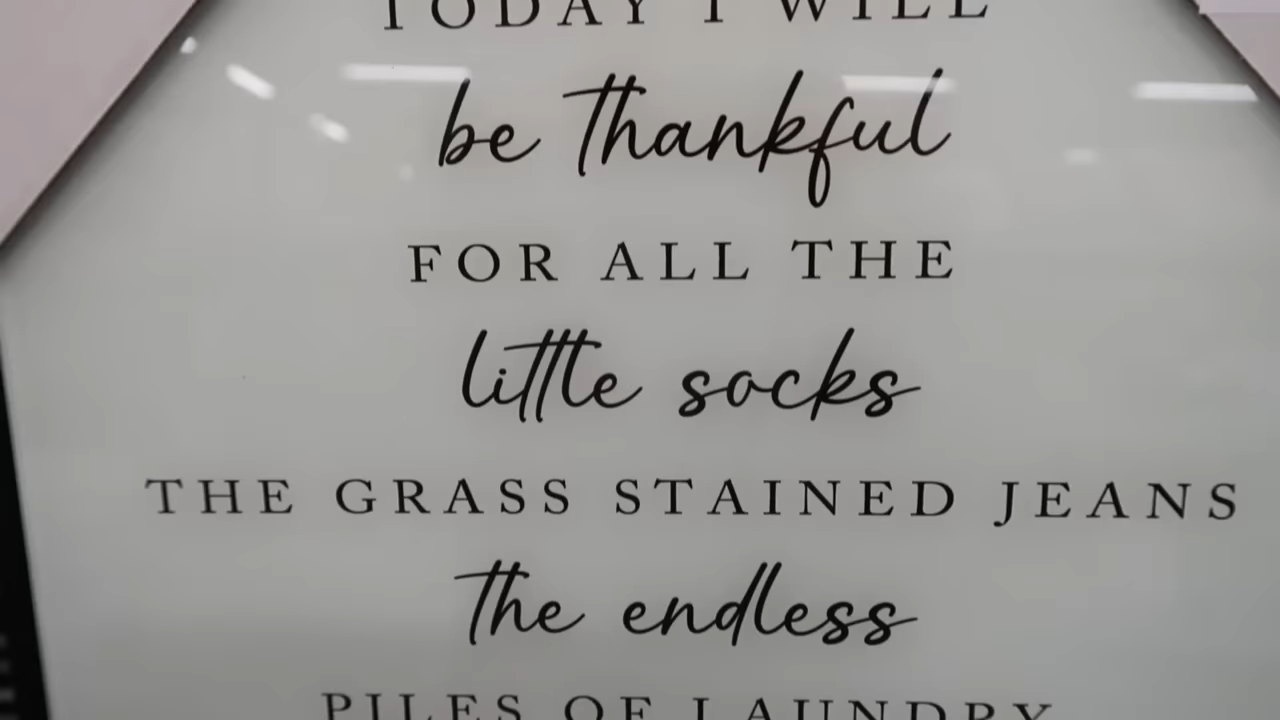 TODAY I WILL
be thankful
FOR ALL THE
little socks
THE GRASS STAINED JEANS
the endless
PILES OF LAUNDRY